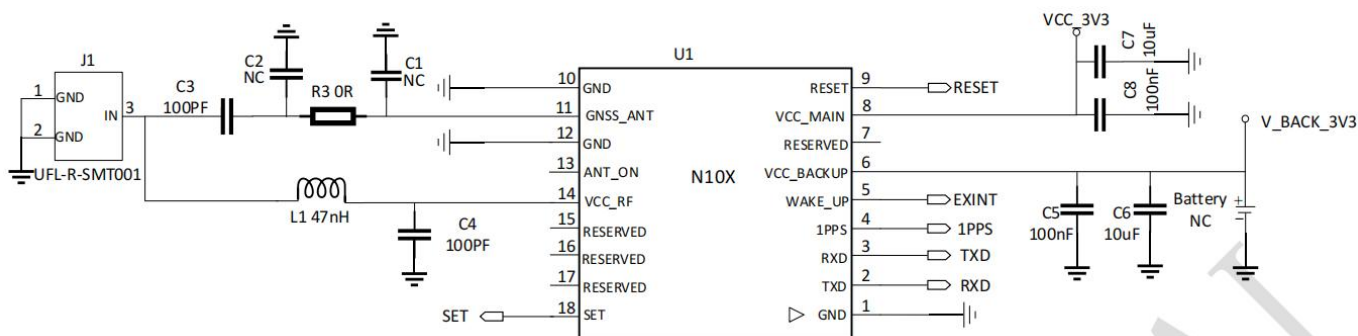 J1
1
GND
IN
3
2
GND
UFL-R-SMT001
C3
100PF
C2
NC
R3 0R
C1
NC
L1 47nH
C4
100PF
SET
U1
N10X
10
GND
11
GNSS_ANT
12
GND
13
ANT_ON
14
VCC_RF
15
RESERVED
16
RESERVED
17
RESERVED
18
SET
RESET
9
RESET
VCC_MAIN
8
RESERVED
7
VCC_BACKUP
6
WAKE_UP
5
EXINT
1PPS
4
1PPS
RXD
3
TXD
TXD
2
RXD
GND
1
VCC_3V3
C7
10uF
C8
100nF
V_BACK_3V3
C5
100nF
C6
10uF
Battery
NC
+
-